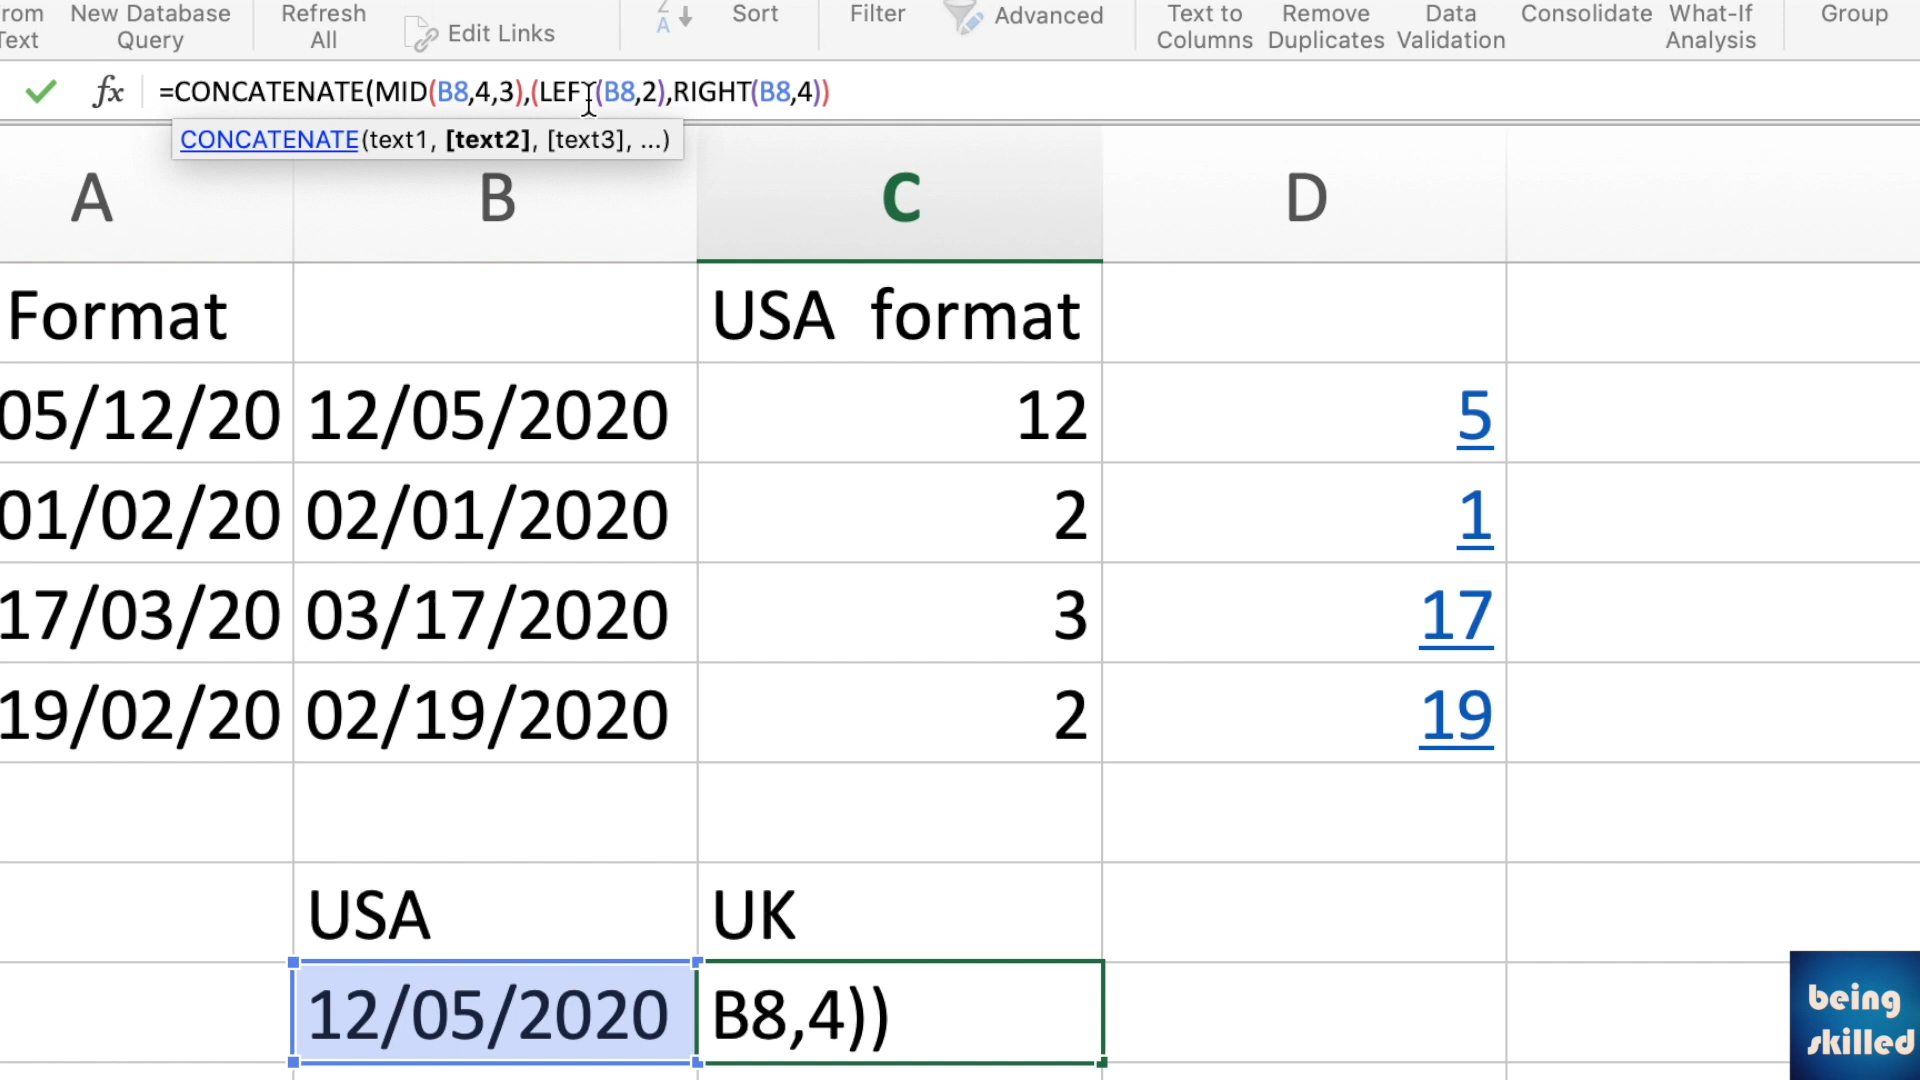 rom New Database Refresh Sort Filter Advanced Text to Remove Data Consolidate What-If Group
Text Query All Edit Links Z A Columns Duplicates Validation Analysis
fx =CONCATENATE(MID(B8,4,3),(LEFT(B8,2),RIGHT(B8,4))
CONCATENATE(text1, [text2], [text3], ...)
A B C D
Format USA format
05/12/20 12/05/2020 12 5
01/02/20 02/01/2020 2 1
17/03/20 03/17/2020 3 17
19/02/20 02/19/2020 2 19
USA UK
12/05/2020 B8,4))
being
skilled